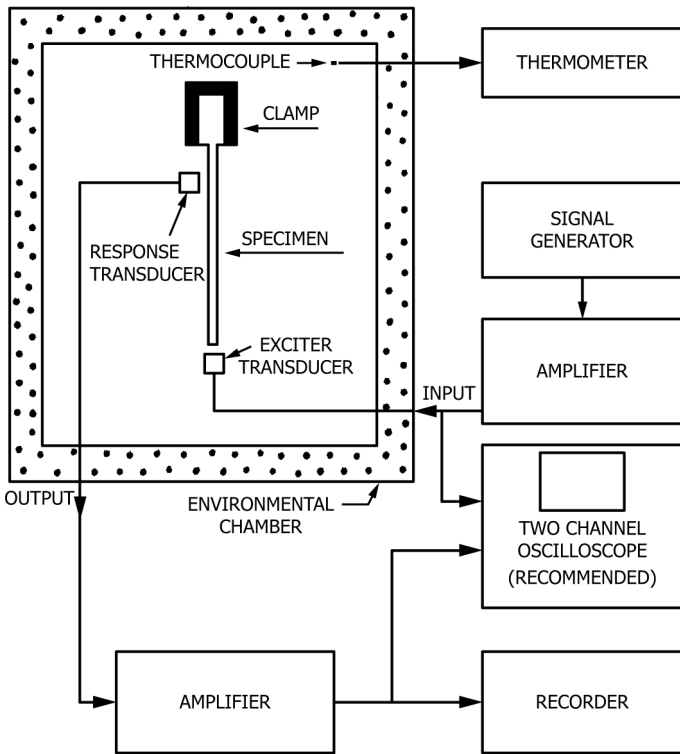 THERMOCOUPLE
THERMOMETER
CLAMP
SIGNAL
GENERATOR
RESPONSE
TRANSDUCER
SPECIMEN
EXCITER
TRANSDUCER
AMPLIFIER
INPUT
OUTPUT
ENVIRONMENTAL
CHAMBER
TWO CHANNEL
OSCILLOSCOPE
(RECOMMENDED)
AMPLIFIER
RECORDER